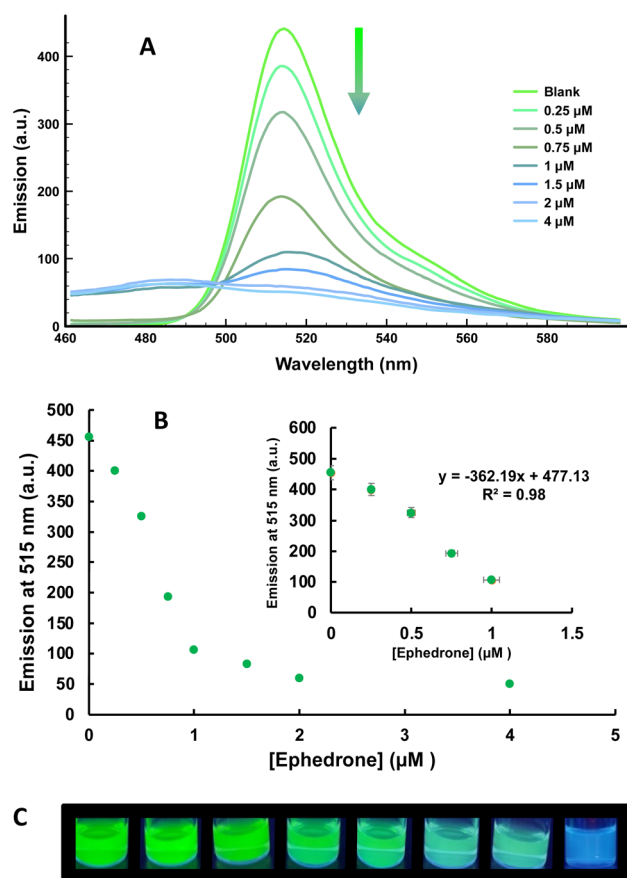 A
Emission (a.u.)
400
300
200
100
0
460
480
500
520
540
560
580
Wavelength (nm)
Blank
0.25 µM
0.5 µM
0.75 µM
1 µM
1.5 µM
2 µM
4 µM
B
Emission at 515 nm (a.u.)
500
450
400
350
300
250
200
150
100
50
0
0
1
2
3
4
5
[Ephedrone] (µM )
Emission at 515 nm (a.u.)
600
500
400
300
200
100
0
0
0.5
1
1.5
[Ephedrone] (µM )
y = -362.19x + 477.13
R² = 0.98
C